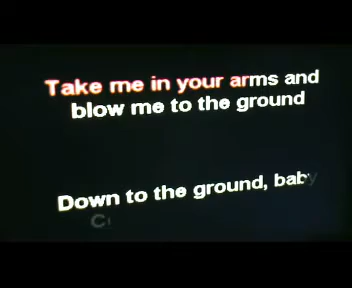 Take me in your arms and
blow me to the ground
Down to the ground, baby